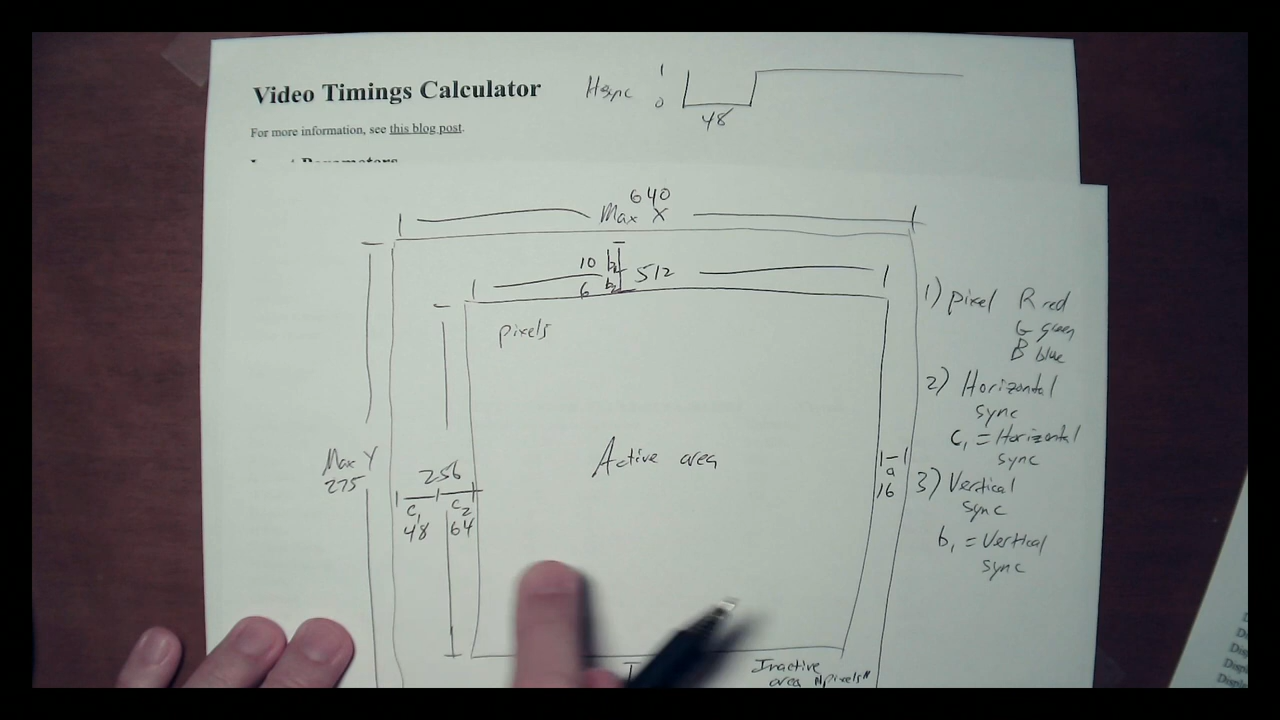 Video Timings Calculator
Hsync
1
0
48
For more information, see this blog post.
640
Max X
10
512
6
pixels
Active area
Max Y
275
256
C1
48
C2
64
a
16
1) pixel R red
G green
B blue
2) Horizontal
sync
C1 = Horizontal
sync
3) Vertical
sync
b1 = Vertical
sync
Inactive
area "pixels"